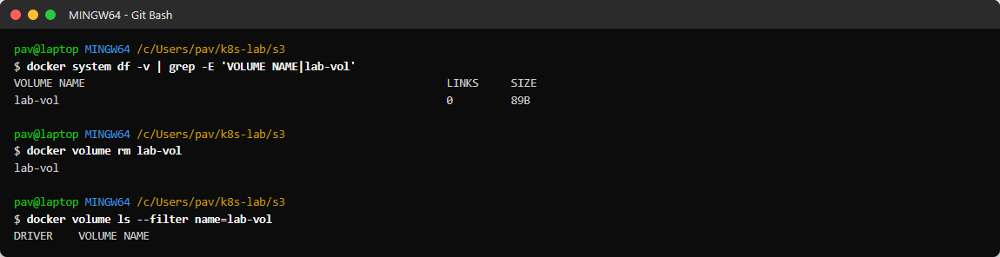 MINGW64 - Git Bash
pav@laptop MINGW64 /c/Users/pav/k8s-lab/s3
$ docker system df -v | grep -E 'VOLUME NAME|lab-vol'
VOLUME NAME                                                        LINKS     SIZE
lab-vol                                                            0         89B
pav@laptop MINGW64 /c/Users/pav/k8s-lab/s3
$ docker volume rm lab-vol
lab-vol
pav@laptop MINGW64 /c/Users/pav/k8s-lab/s3
$ docker volume ls --filter name=lab-vol
DRIVER    VOLUME NAME